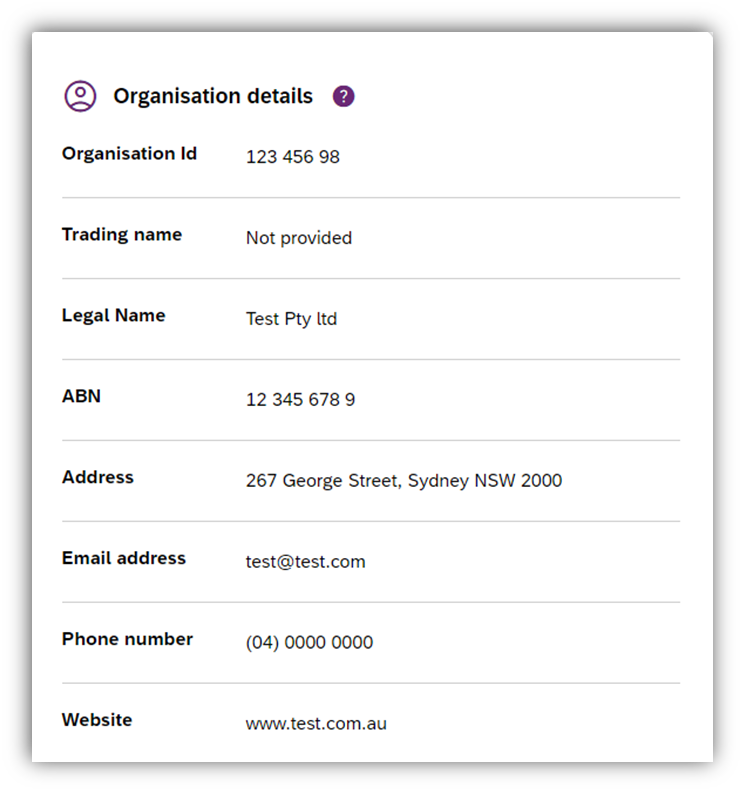 Organisation details ?
Organisation Id 123 456 98
Trading name Not provided
Legal Name Test Pty ltd
ABN 12 345 678 9
Address 267 George Street, Sydney NSW 2000
Email address test@test.com
Phone number (04) 0000 0000
Website www.test.com.au